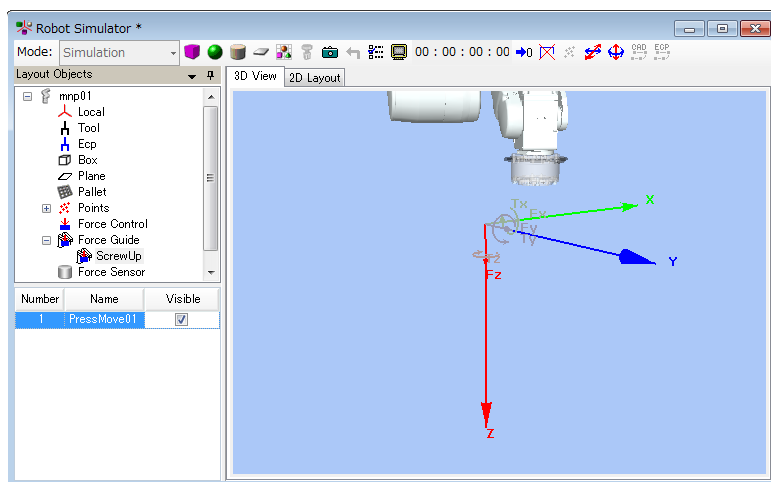 Robot Simulator *
Mode: Simulation
00 : 00 : 00 : 00
CAD
ECP
Layout Objects
mnp01
Local
Tool
Ecp
Box
Plane
Pallet
Points
Force Control
Force Guide
ScrewUp
Force Sensor
Number Name Visible
1 PressMove01
3D View 2D Layout
X
Tx
Fy
Ty
Y
Fz
Z